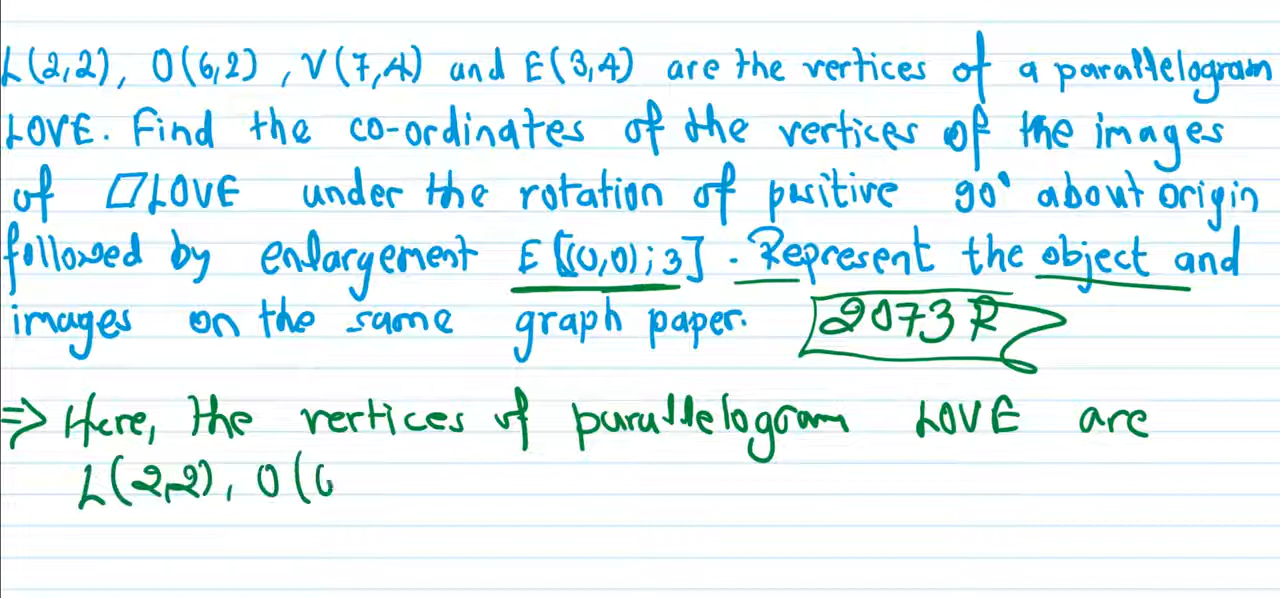 L(2,2), O(6,2), V(7,4) and E(3,4) are the vertices of a parallelogram
LOVE. Find the co-ordinates of the vertices of the images
of ▱LOVE under the rotation of positive 90° about origin
followed by enlargement E[(0,0);3]. Represent the object and
images on the same graph paper. 2073 R
⇒ Here, the vertices of parallelogram LOVE are
L(2,2), O(6